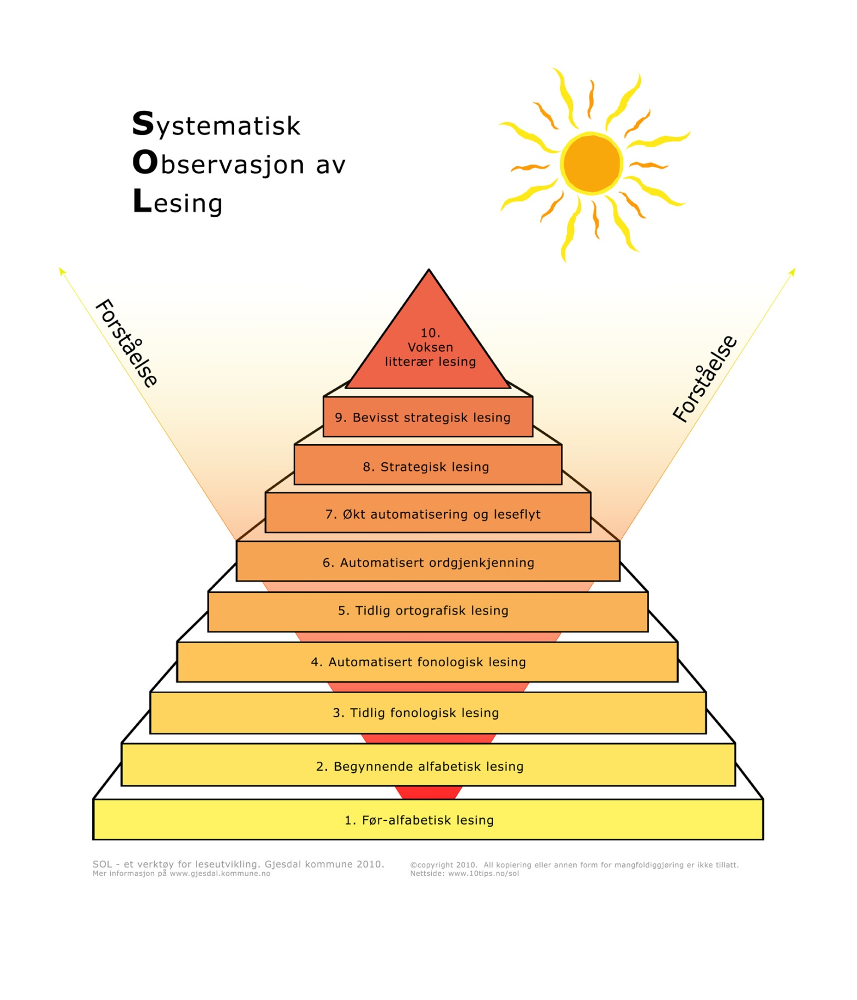 Systematisk
Observasjon av
Lesing
Forståelse
Forståelse
10.
Voksen
litterær lesing
9. Bevisst strategisk lesing
8. Strategisk lesing
7. Økt automatisering og leseflyt
6. Automatisert ordgjenkjenning
5. Tidlig ortografisk lesing
4. Automatisert fonologisk lesing
3. Tidlig fonologisk lesing
2. Begynnende alfabetisk lesing
1. Før-alfabetisk lesing
SOL - et verktøy for leseutvikling. Gjesdal kommune 2010.
Mer informasjon på www.gjesdal.kommune.no
©copyright 2010. All kopiering eller annen form for mangfoldiggjøring er ikke tillatt.
Nettside: www.10tips.no/sol